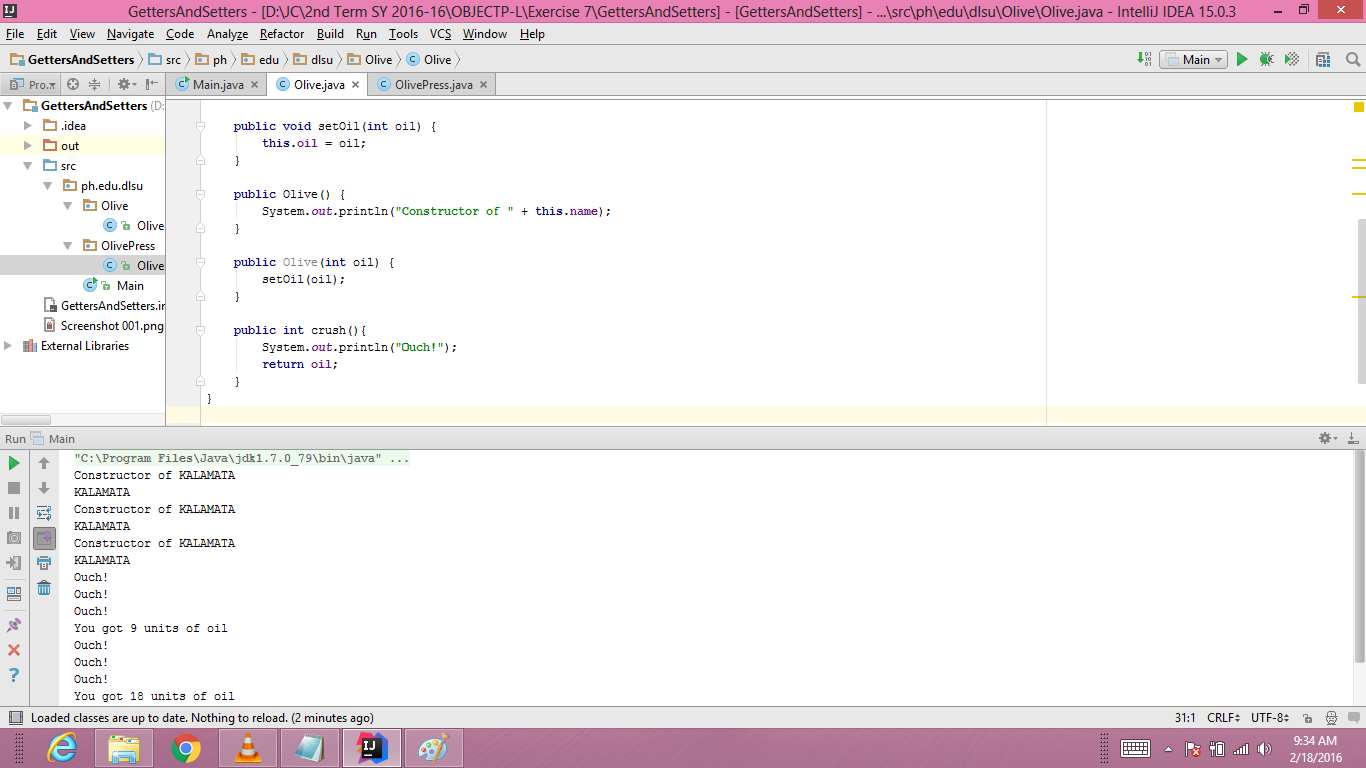 GettersAndSetters - [D:\JC\2nd Term SY 2016-16\OBJECTP-L\Exercise 7\GettersAndSetters] - [GettersAndSetters] - ...\src\ph\edu\dlsu\Olive\Olive.java - IntelliJ IDEA 15.0.3
File Edit View Navigate Code Analyze Refactor Build Run Tools VCS Window Help
GettersAndSetters src ph edu dlsu Olive Olive Main
Pro.. Main.java Olive.java OlivePress.java
GettersAndSetters (D:
.idea
out
src
ph.edu.dlsu
Olive
Olive
OlivePress
Olive
Main
GettersAndSetters.ir
Screenshot 001.png
External Libraries
public void setOil(int oil) {
this.oil = oil;
}
public Olive() {
System.out.println("Constructor of " + this.name);
}
public Olive(int oil) {
setOil(oil);
}
public int crush(){
System.out.println("Ouch!");
return oil;
}
}
Run Main
"C:\Program Files\Java\jdk1.7.0_79\bin\java" ...
Constructor of KALAMATA
KALAMATA
Constructor of KALAMATA
KALAMATA
Constructor of KALAMATA
KALAMATA
Ouch!
Ouch!
Ouch!
You got 9 units of oil
Ouch!
Ouch!
Ouch!
You got 18 units of oil
Loaded classes are up to date. Nothing to reload. (2 minutes ago) 31:1 CRLF UTF-8
9:34 AM
2/18/2016